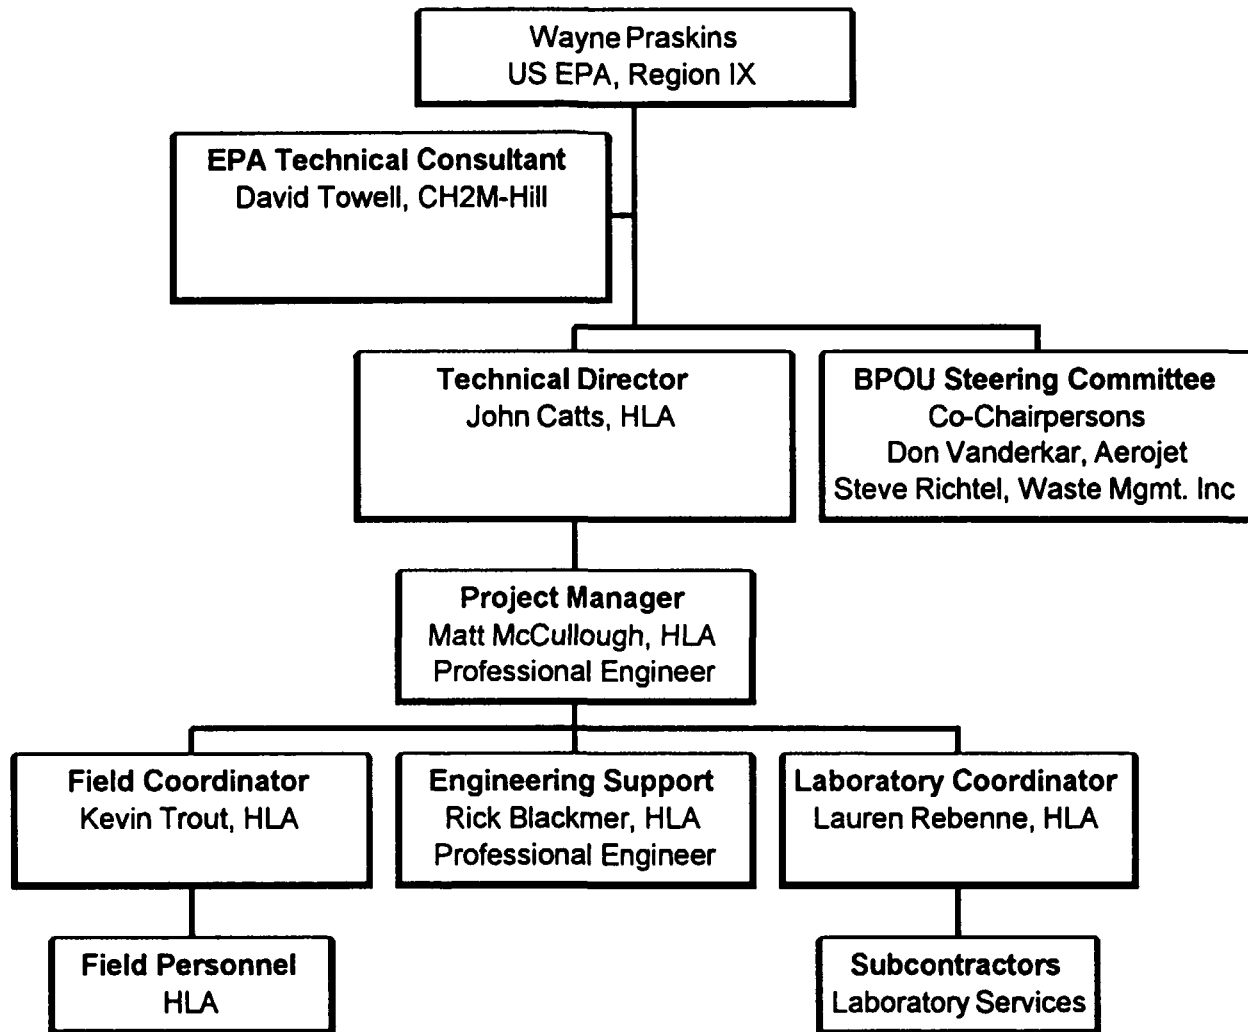 Wayne Praskins
US EPA, Region IX
EPA Technical Consultant
David Towell, CH2M-Hill
Technical Director
John Catts, HLA
BPOU Steering Committee
Co-Chairpersons
Don Vanderkar, Aerojet
Steve Richtel, Waste Mgmt. Inc
Project Manager
Matt McCullough, HLA
Professional Engineer
Field Coordinator
Kevin Trout, HLA
Engineering Support
Rick Blackmer, HLA
Professional Engineer
Laboratory Coordinator
Lauren Rebenne, HLA
Field Personnel
HLA
Subcontractors
Laboratory Services